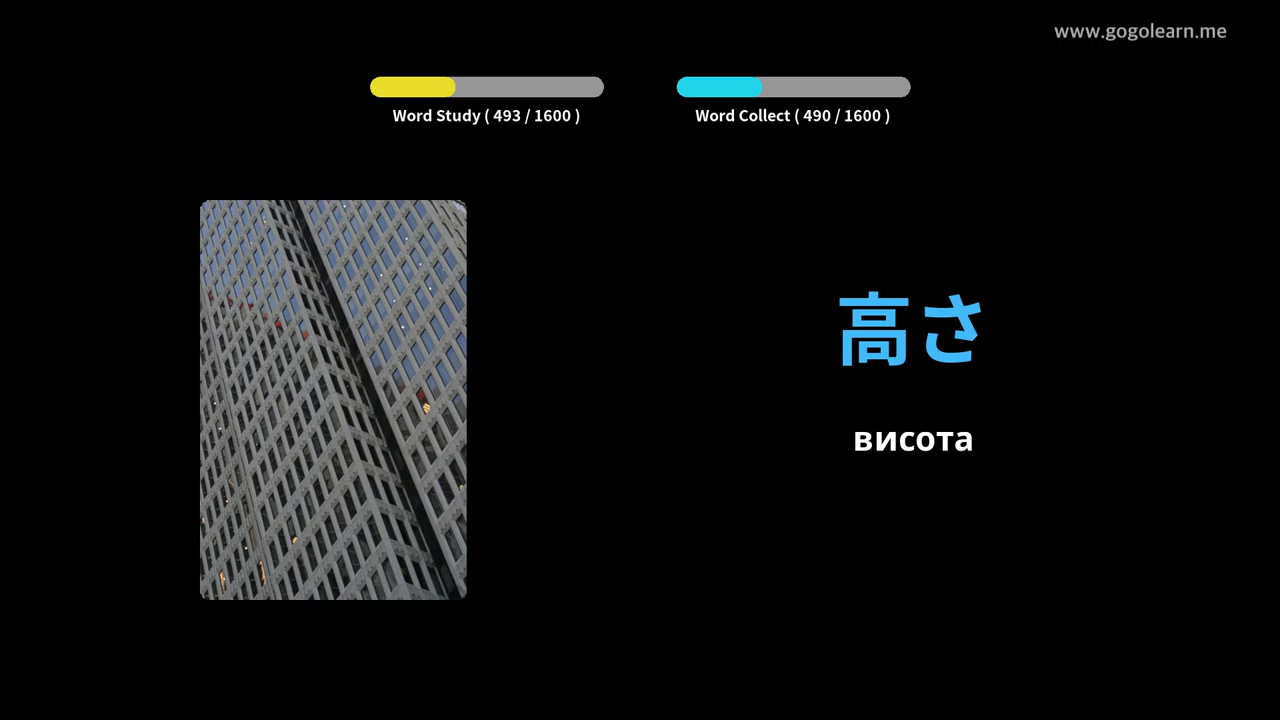 www.gogolearn.me
Word Study ( 493 / 1600 )
Word Collect ( 490 / 1600 )
高さ
висота